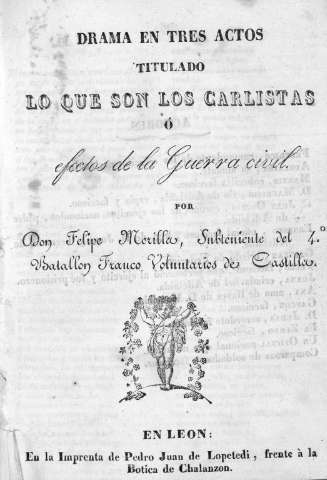 DRAMA EN TRES ACTOS
TITULADO
LO QUE SON LOS CARLISTAS
Ó
efectos de la Guerra civil.
POR
Don Felipe Merilla, Subteniente del 4.º
Batallon Franco Voluntarios de Castilla.
EN LEON:
En la Imprenta de Pedro Juan de Lopetedi, frente à la
Botica de Chalanzon.